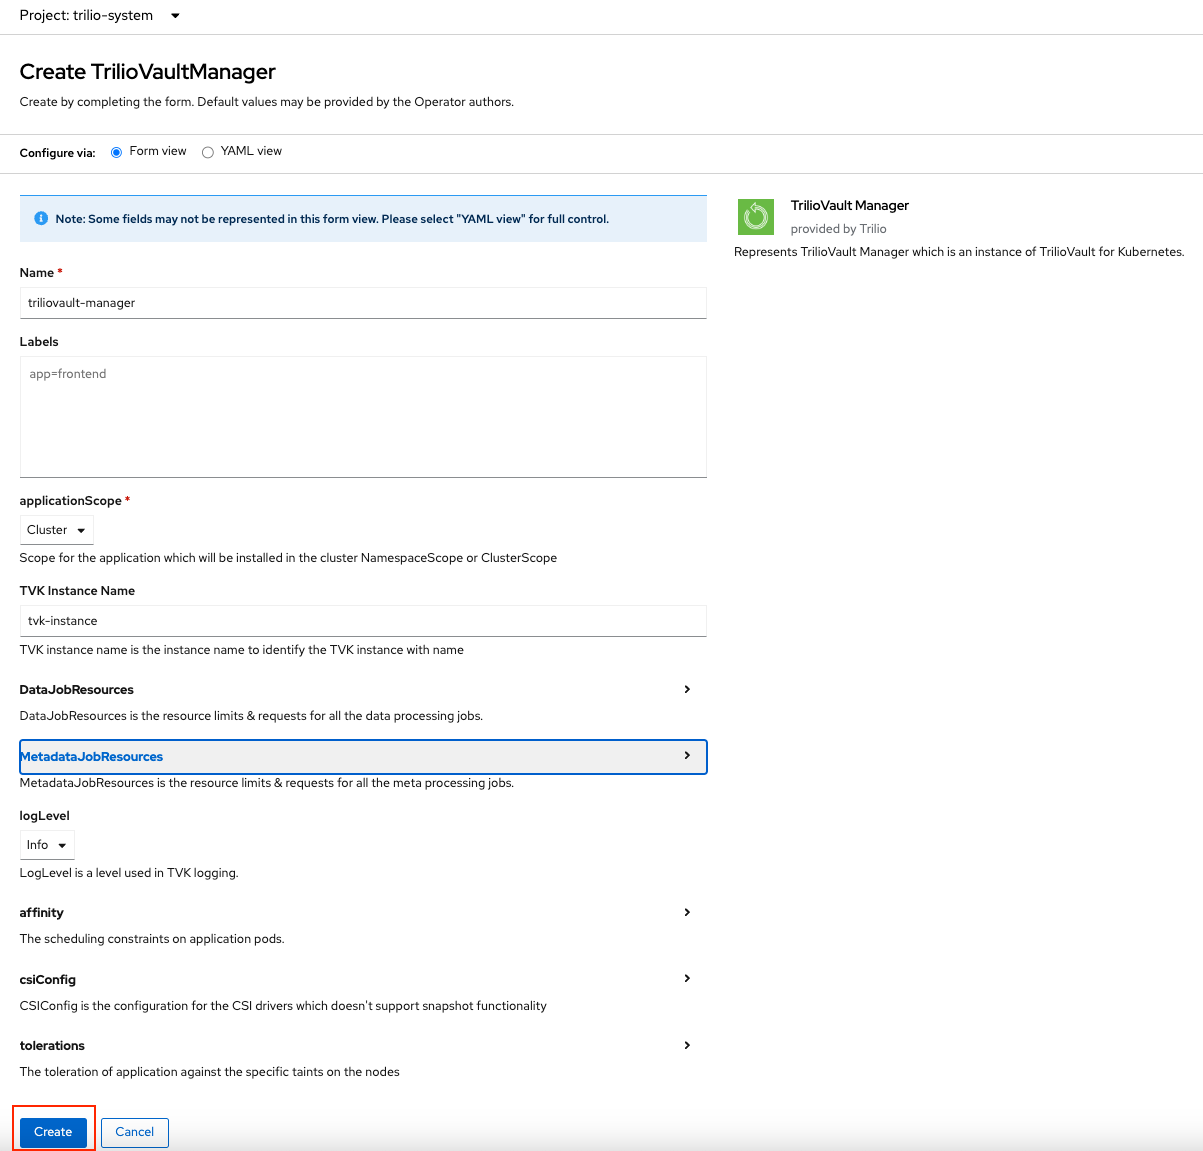 Project: trilio-system
Create TrilioVaultManager
Create by completing the form. Default values may be provided by the Operator authors.
Configure via: Form view YAML view
Note: Some fields may not be represented in this form view. Please select "YAML view" for full control.
TrilioVault Manager
provided by Trilio
Represents TrilioVault Manager which is an instance of TrilioVault for Kubernetes.
Name *
triliovault-manager
Labels
app=frontend
applicationScope *
Cluster
Scope for the application which will be installed in the cluster NamespaceScope or ClusterScope
TVK Instance Name
tvk-instance
TVK instance name is the instance name to identify the TVK instance with name
DataJobResources
DataJobResources is the resource limits & requests for all the data processing jobs.
MetadataJobResources
MetadataJobResources is the resource limits & requests for all the meta processing jobs.
logLevel
Info
LogLevel is a level used in TVK logging.
affinity
The scheduling constraints on application pods.
csiConfig
CSIConfig is the configuration for the CSI drivers which doesn't support snapshot functionality
tolerations
The toleration of application against the specific taints on the nodes
Create Cancel